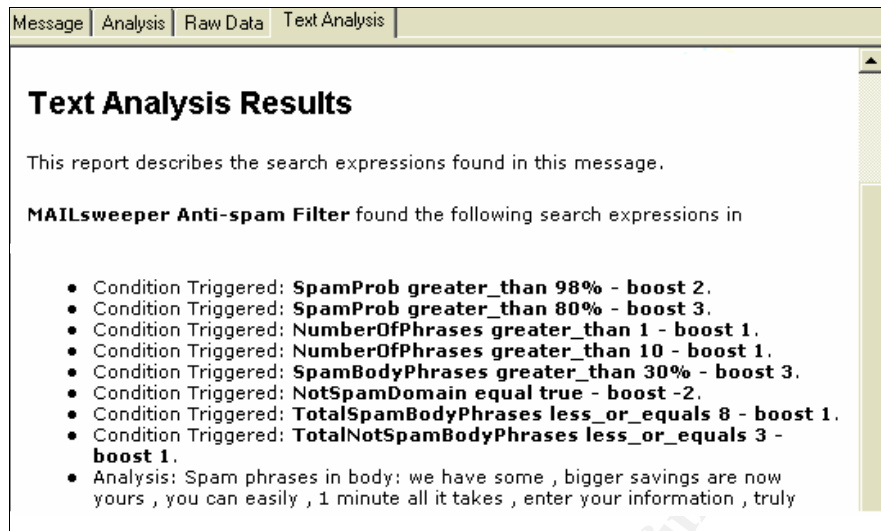 Message Analysis Raw Data Text Analysis
Text Analysis Results
This report describes the search expressions found in this message.
MAILsweeper Anti-spam Filter found the following search expressions in
● Condition Triggered: SpamProb greater_than 98% - boost 2.
● Condition Triggered: SpamProb greater_than 80% - boost 3.
● Condition Triggered: NumberOfPhrases greater_than 1 - boost 1.
● Condition Triggered: NumberOfPhrases greater_than 10 - boost 1.
● Condition Triggered: SpamBodyPhrases greater_than 30% - boost 3.
● Condition Triggered: NotSpamDomain equal true - boost -2.
● Condition Triggered: TotalSpamBodyPhrases less_or_equals 8 - boost 1.
● Condition Triggered: TotalNotSpamBodyPhrases less_or_equals 3 -
boost 1.
● Analysis: Spam phrases in body: we have some , bigger savings are now
yours , you can easily , 1 minute all it takes , enter your information , truly